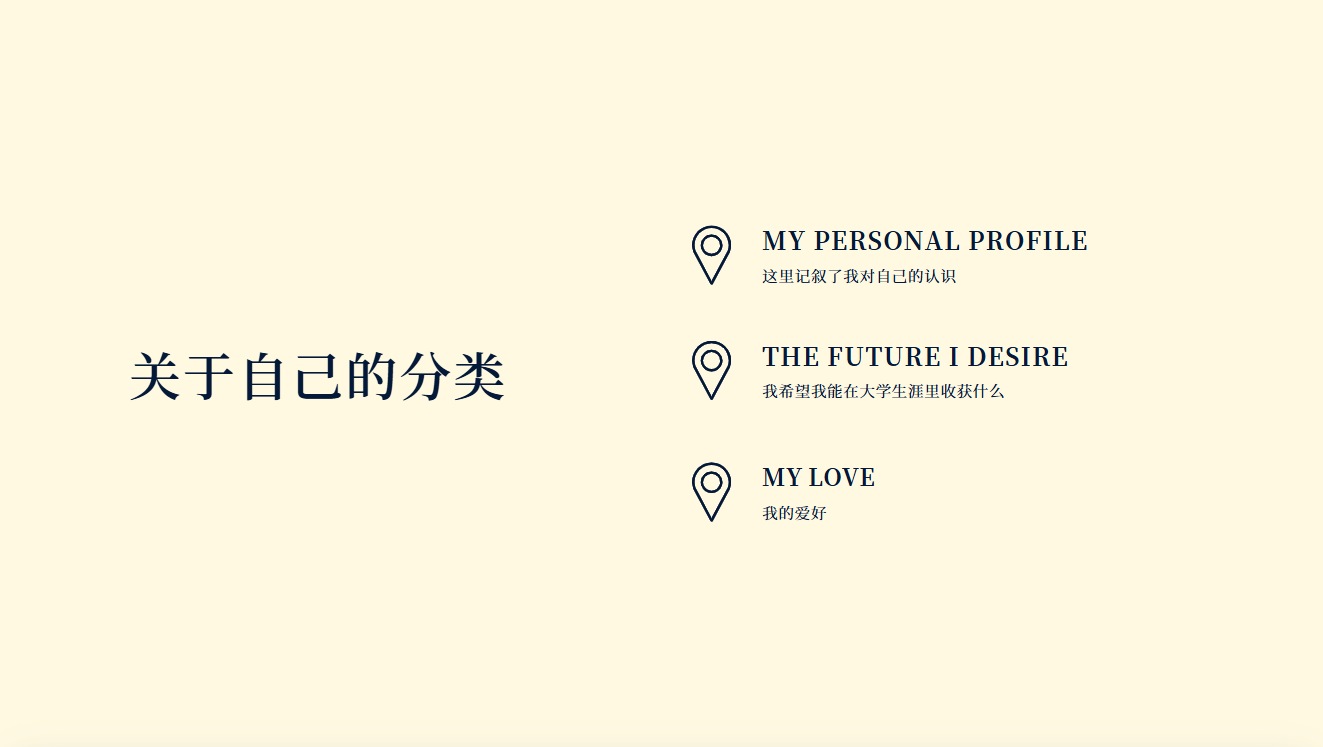 关于自己的分类
MY PERSONAL PROFILE
这里记叙了我对自己的认识
THE FUTURE I DESIRE
我希望我能在大学生涯里收获什么
MY LOVE
我的爱好